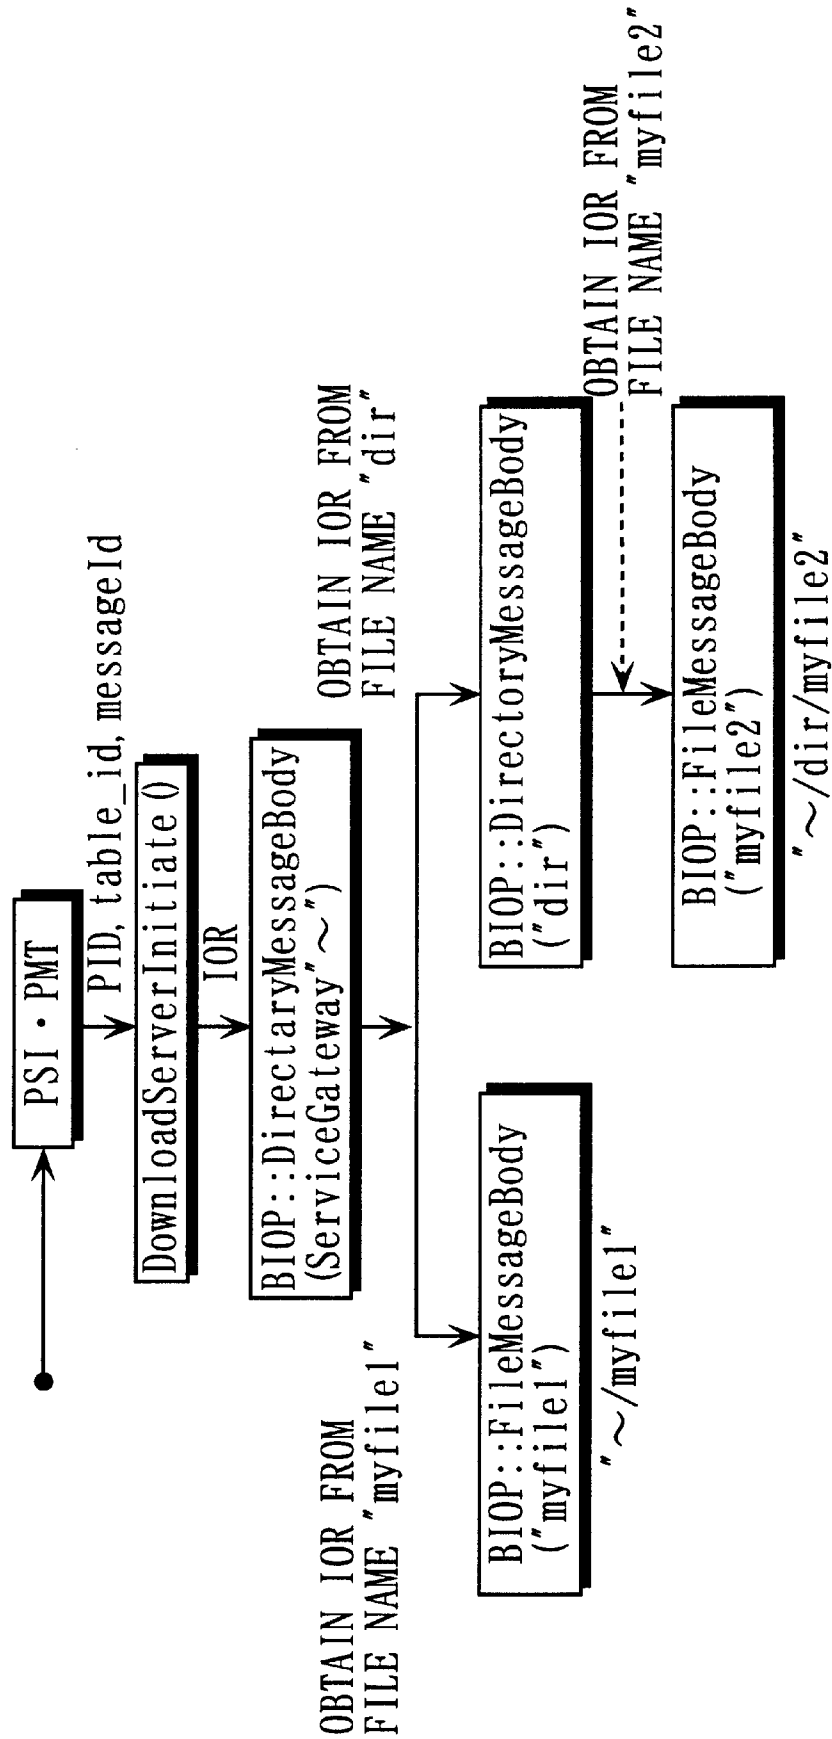 PSI・PMT
PID, table_id, messageId
DownloadServerInitiate()
IOR
BIOP::DirectaryMessageBody
(ServiceGateway"~")
OBTAIN IOR FROM
FILE NAME "myfile1"
OBTAIN IOR FROM
FILE NAME "dir"
BIOP::FileMessageBody
("myfile1")
"~/myfile1"
BIOP::DirectoryMessageBody
("dir")
OBTAIN IOR FROM
FILE NAME "myfile2"
BIOP::FileMessageBody
("myfile2")
"~/dir/myfile2"